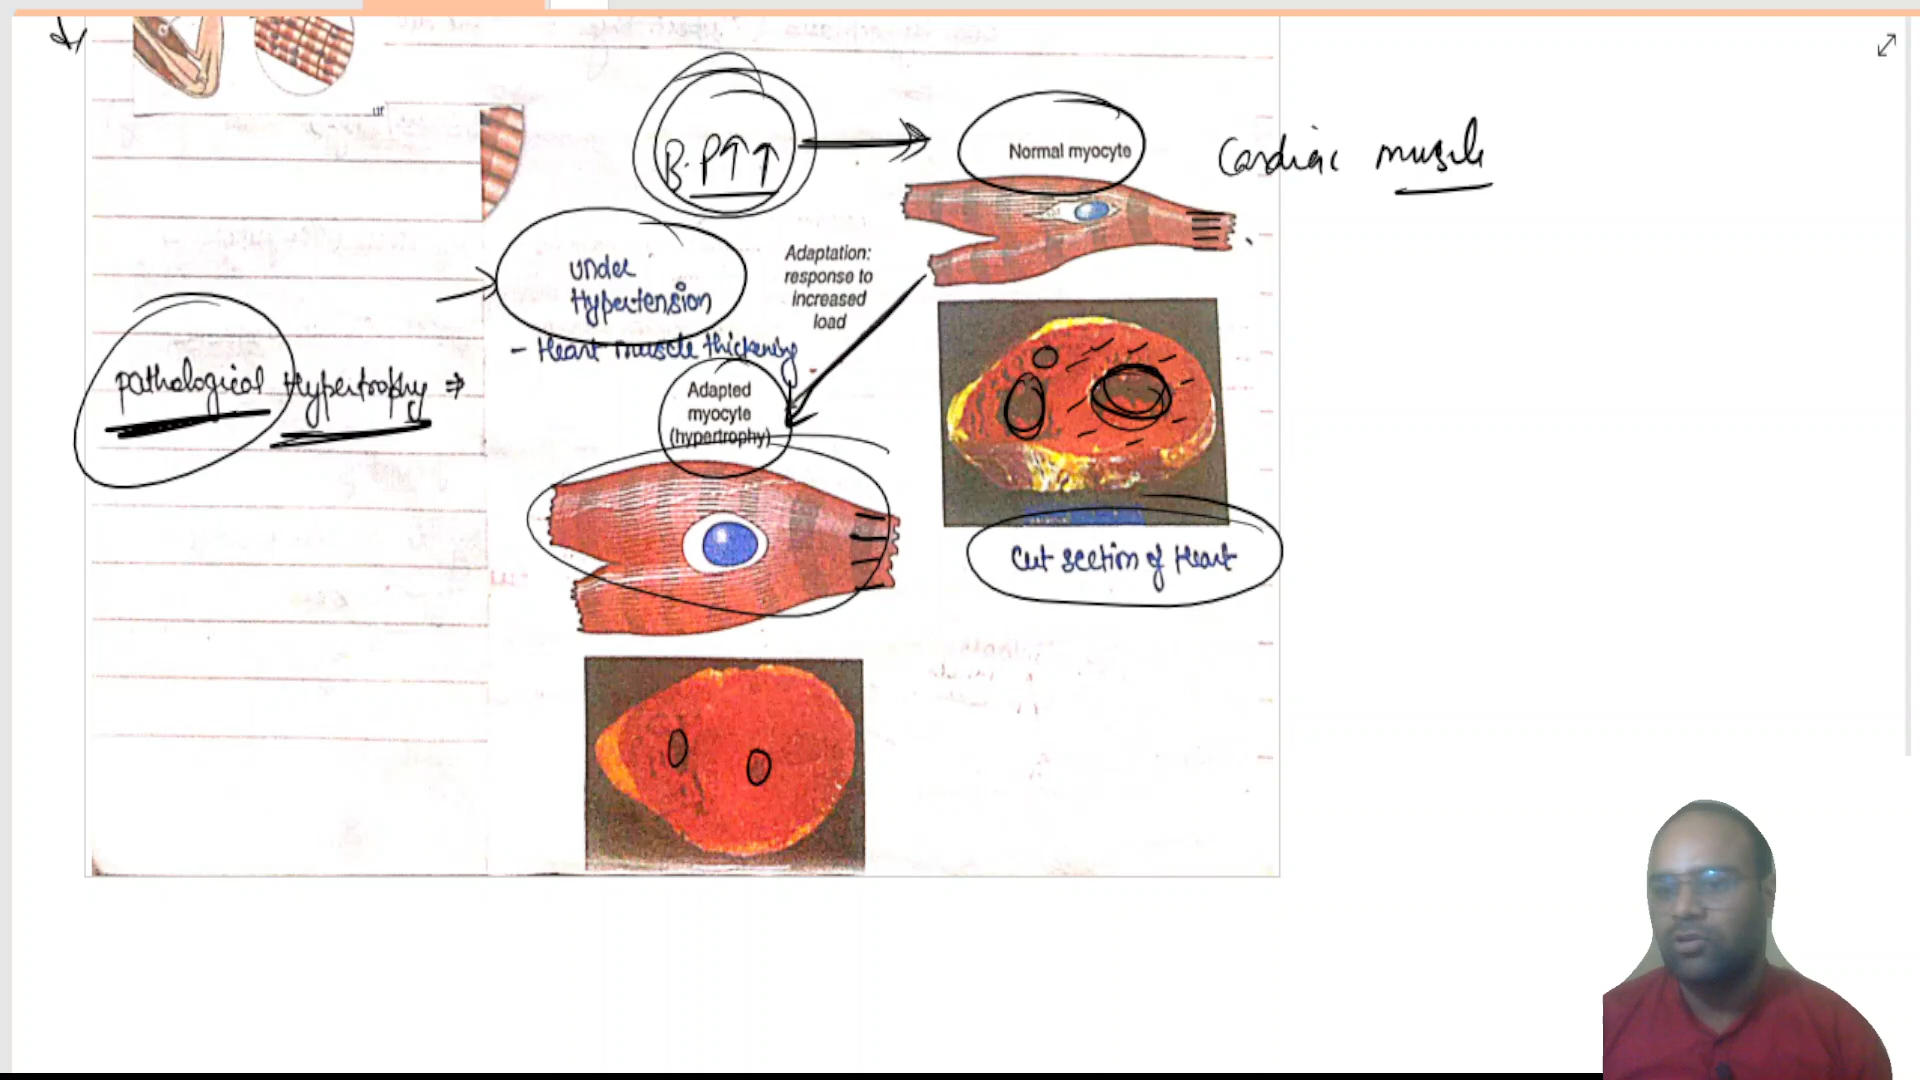 B.P↑↑
Normal myocyte
Cardiac muscle
Adaptation:
response to
increased
load
under
Hypertension
- Heart muscle thickening
pathological Hypertrophy ⇒
Adapted
myocyte
(hypertrophy)
Cut section of Heart